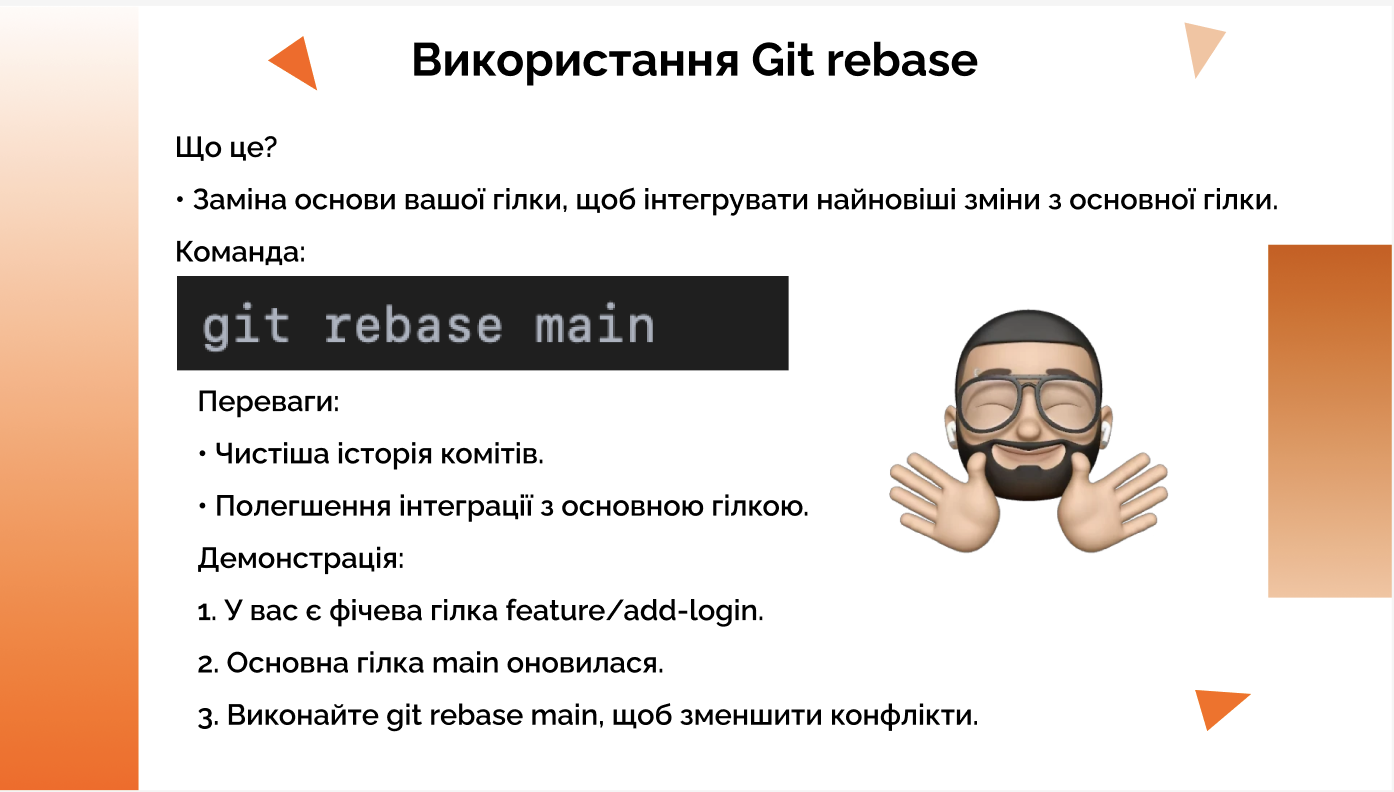 Використання Git rebase
Що це?
• Заміна основи вашої гілки, щоб інтегрувати найновіші зміни з основної гілки.
Команда:
git rebase main
Переваги:
• Чистіша історія комітів.
• Полегшення інтеграції з основною гілкою.
Демонстрація:
1. У вас є фічева гілка feature/add-login.
2. Основна гілка main оновилася.
3. Виконайте git rebase main, щоб зменшити конфлікти.